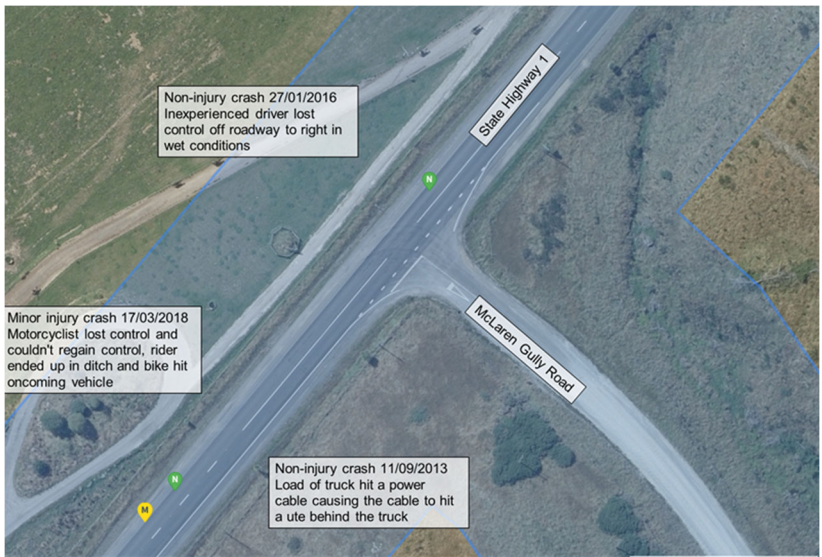 Non-injury crash 27/01/2016
Inexperienced driver lost
control off roadway to right in
wet conditions
State Highway 1
N
Minor injury crash 17/03/2018
Motorcyclist lost control and
couldn't regain control, rider
ended up in ditch and bike hit
oncoming vehicle
McLaren Gully Road
Non-injury crash 11/09/2013
Load of truck hit a power
cable causing the cable to hit
a ute behind the truck
N
M